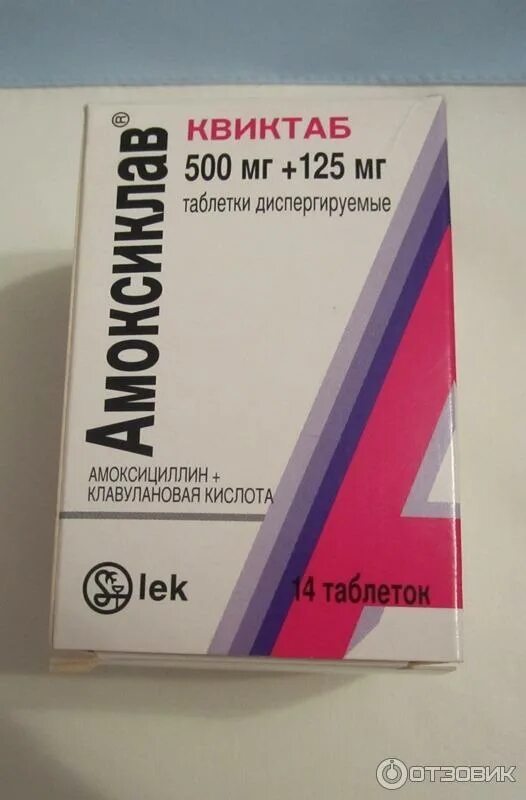 Амоксиклав®
КВИКТАБ
500 мг +125 мг
таблетки диспергируемые
АМОКСИЦИЛЛИН +
КЛАВУЛАНОВАЯ КИСЛОТА
lek
14 таблеток
ОТЗОВИК